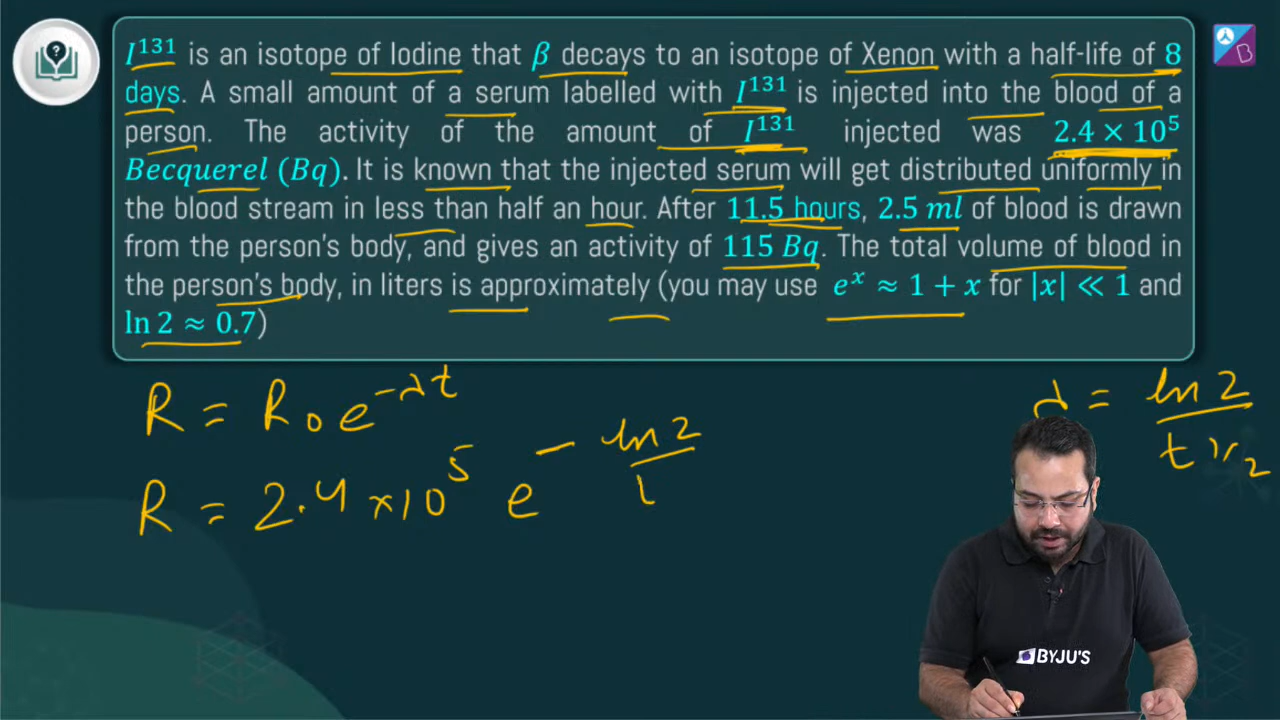 I¹³¹ is an isotope of Iodine that β decays to an isotope of Xenon with a half-life of 8
days. A small amount of a serum labelled with I¹³¹ is injected into the blood of a
person. The activity of the amount of I¹³¹ injected was 2.4 × 10⁵
Becquerel (Bq). It is known that the injected serum will get distributed uniformly in
the blood stream in less than half an hour. After 11.5 hours, 2.5 ml of blood is drawn
from the person's body, and gives an activity of 115 Bq. The total volume of blood in
the person's body, in liters is approximately (you may use eˣ ≈ 1 + x for |x| ≪ 1 and
ln 2 ≈ 0.7)
R = R₀ e^(-λt)
λ = ln 2 / t 1/2
R = 2.4 × 10⁵ e^(- ln 2 / t
BYJU'S
B